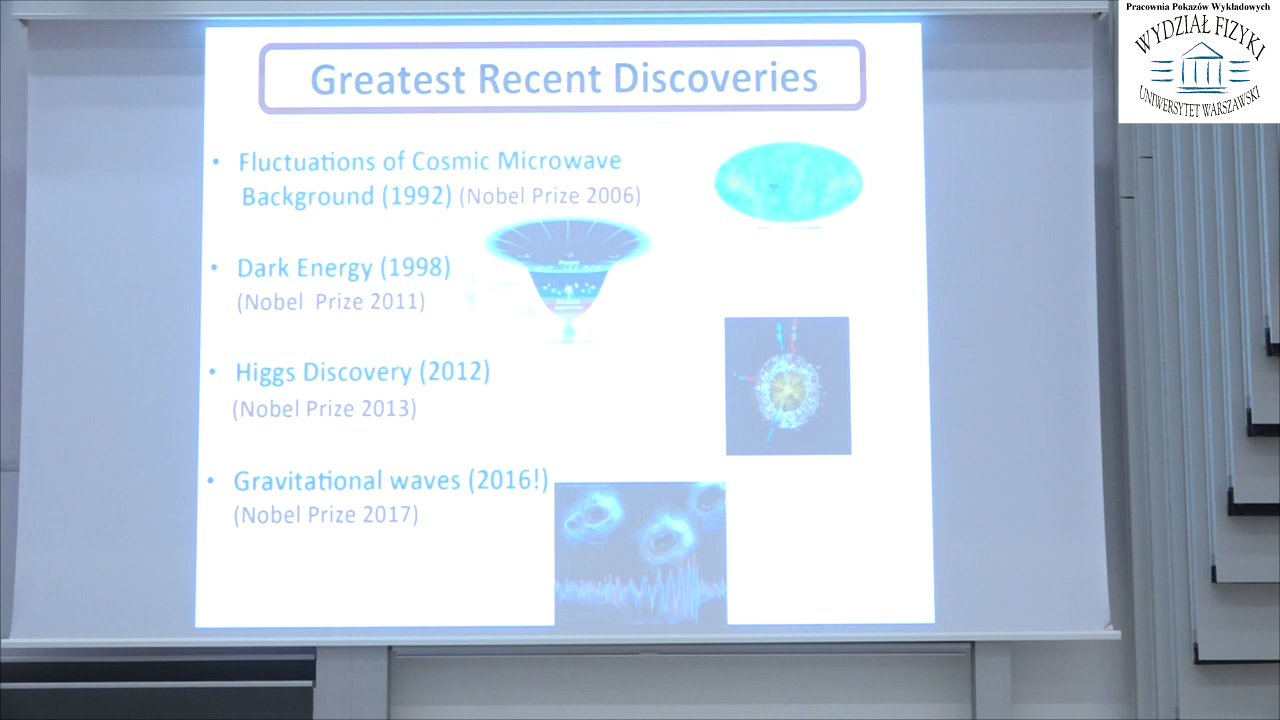 Pracownia Pokazów Wykładowych
WYDZIAŁ FIZYKI
UNIWERSYTET WARSZAWSKI
Greatest Recent Discoveries
• Fluctuations of Cosmic Microwave
Background (1992) (Nobel Prize 2006)
• Dark Energy (1998)
(Nobel Prize 2011)
• Higgs Discovery (2012)
(Nobel Prize 2013)
• Gravitational waves (2016!)
(Nobel Prize 2017)